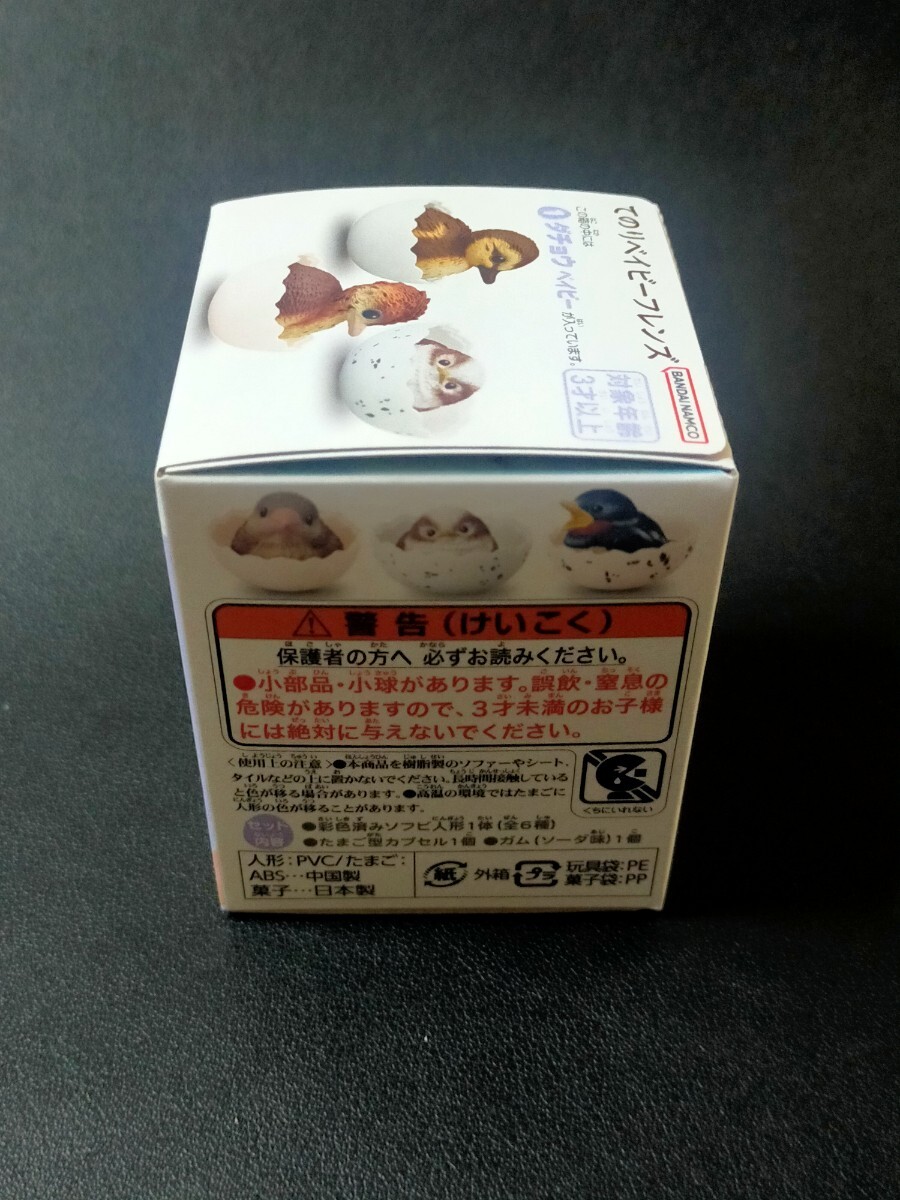 てのりベイビーフレンズ
BANDAI NAMCO
この箱の中には
1 ダチョウベイビーが入っています。
対象年齢
3才以上
警告(けいこく)
保護者の方へ 必ずお読みください。
●小部品・小球があります。誤飲・窒息の
危険がありますので、3才未満のお子様
には絶対に与えないでください。
〈使用上の注意〉●本商品を樹脂製のソファーやシート、
タイルなどの上に置かないでください。長時間接触している
と色が移る場合があります。●高温の環境ではたまごに
人形の色が移ることがあります。
くちにいれない
セット内容
●彩色済みソフビ人形1体(全6種)
●たまご型カプセル1個 ●ガム(ソーダ味)1個
人形:PVC/たまご:
ABS…中国製
菓子…日本製
紙 外箱 プラ 玩具袋:PE
菓子袋:PP